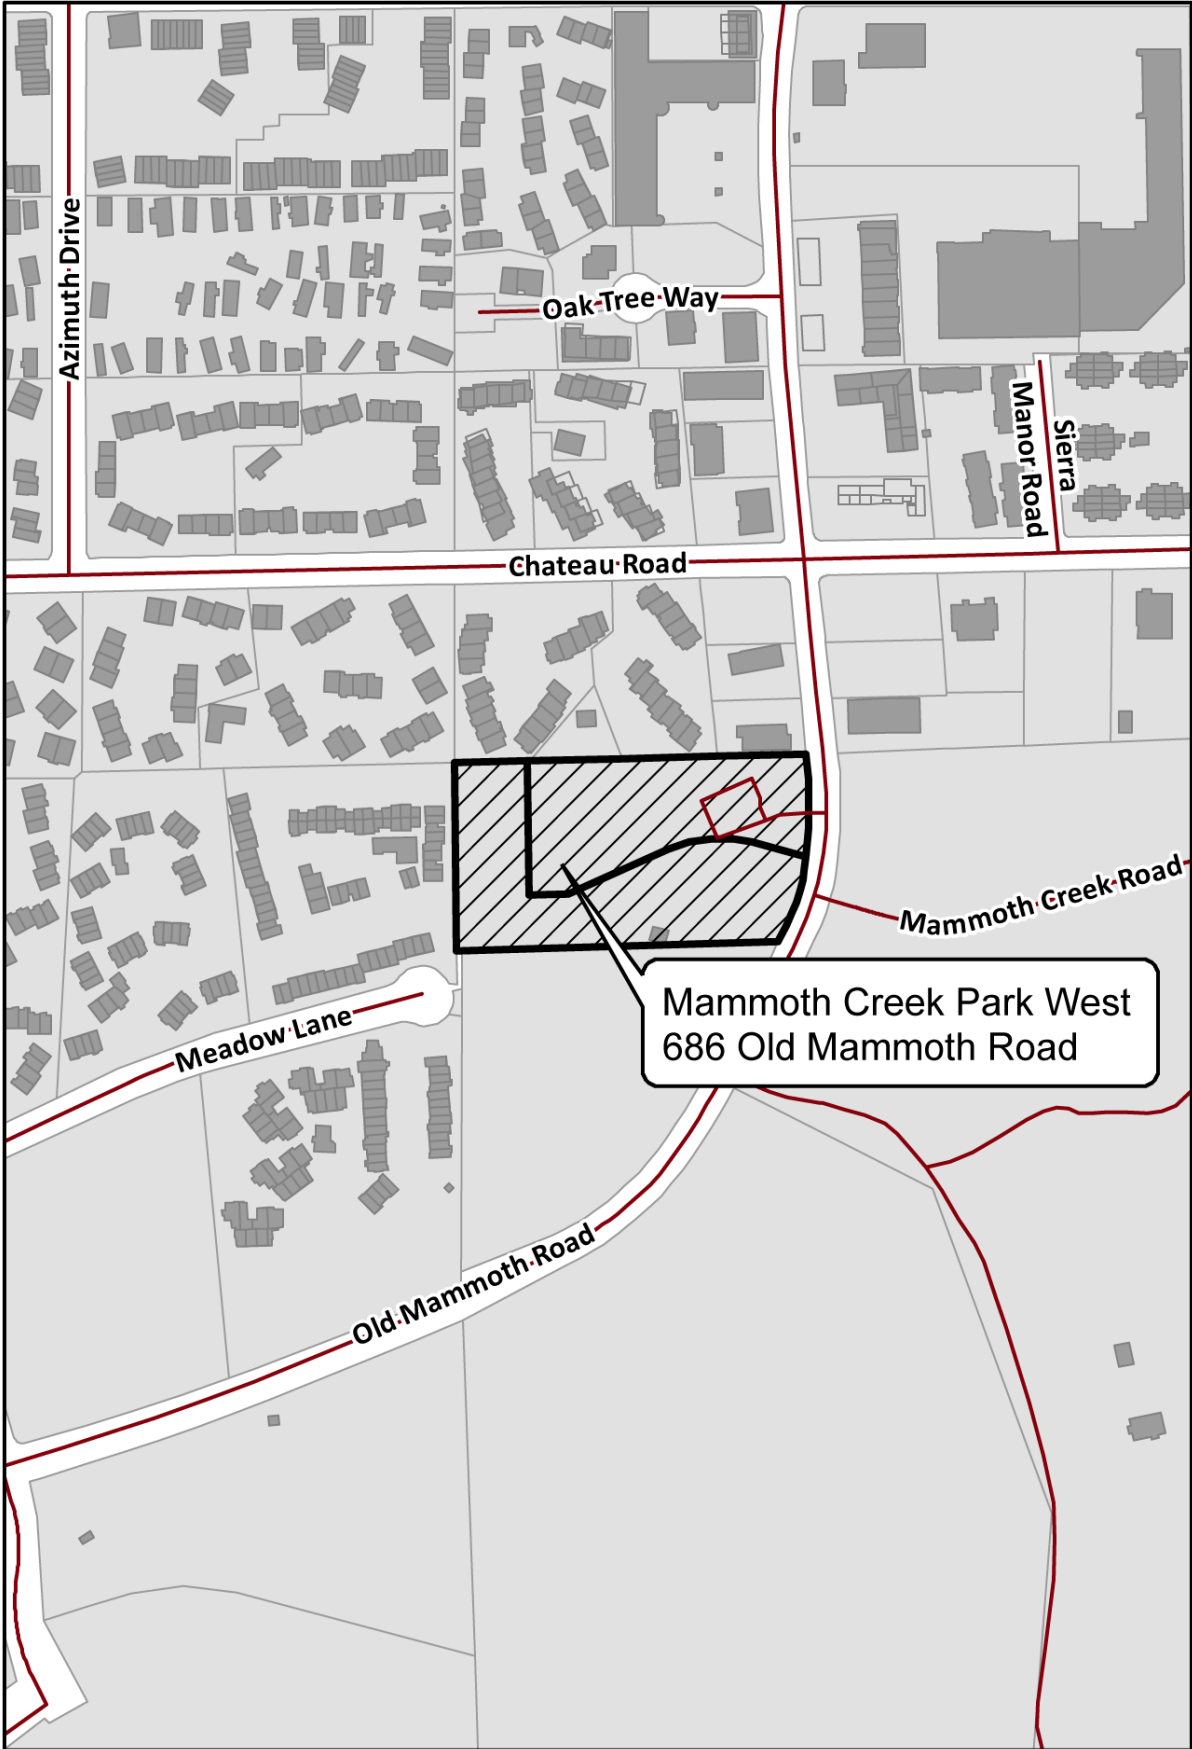 Azimuth Drive
Oak Tree Way
Sierra
Manor Road
Chateau Road
Mammoth Creek Road
Mammoth Creek Park West
686 Old Mammoth Road
Meadow Lane
Old Mammoth Road